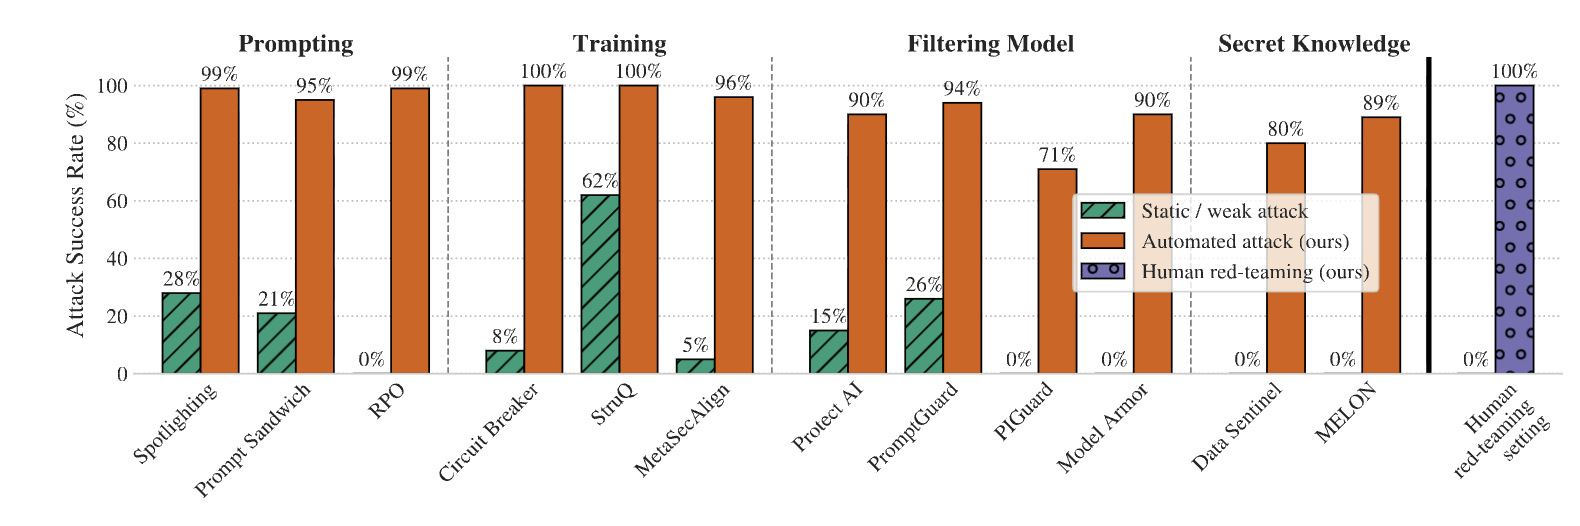 Prompting
Training
Filtering Model
Secret Knowledge
Attack Success Rate (%)
100
80
60
40
20
0
28%
99%
21%
95%
0%
99%
8%
100%
62%
100%
5%
96%
15%
90%
26%
94%
0%
71%
0%
90%
0%
80%
0%
89%
0%
100%
Static / weak attack
Automated attack (ours)
Human red-teaming (ours)
Spotlighting
Prompt Sandwich
RPO
Circuit Breaker
StruQ
MetaSecAlign
Protect AI
PromptGuard
PIGuard
Model Armor
Data Sentinel
MELON
Human
red-teaming
setting